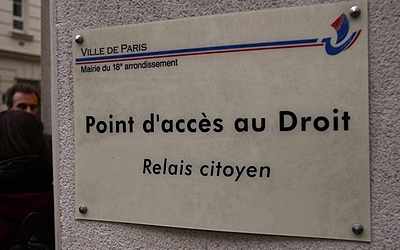 Ville de Paris
Mairie du 18e arrondissement
Point d'accès au Droit
Relais citoyen